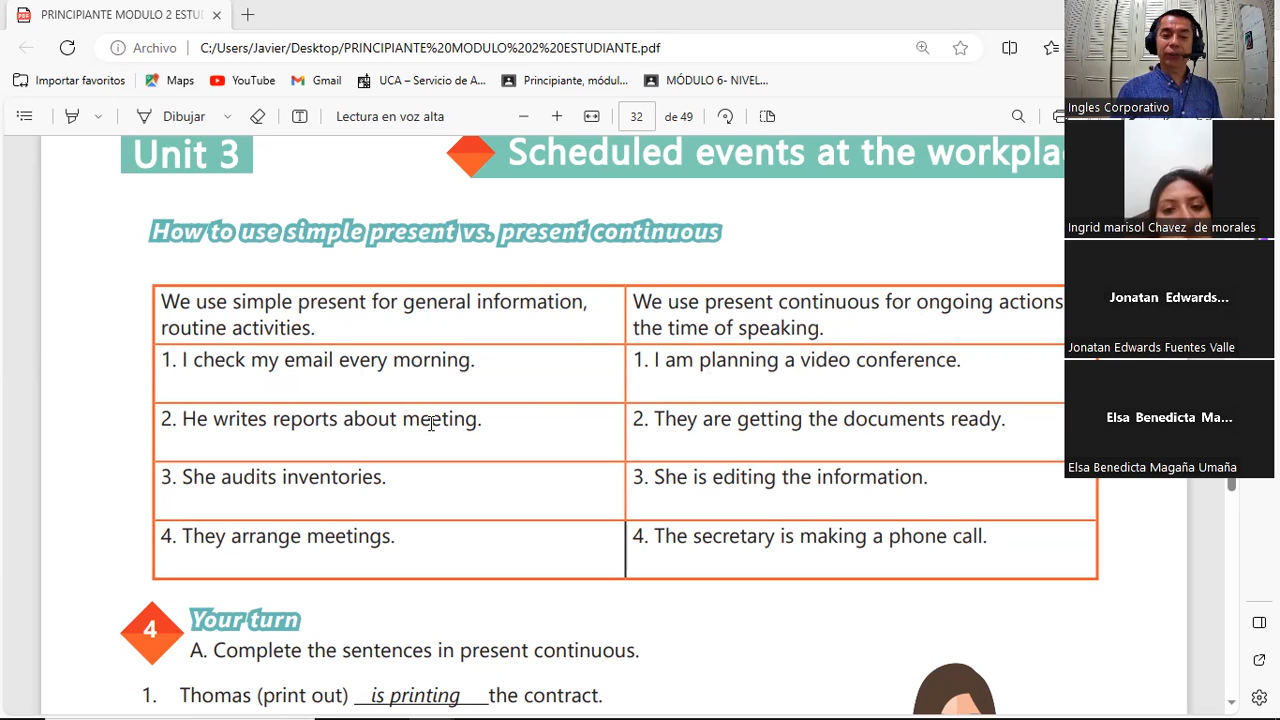 PRINCIPIANTE MODULO 2 ESTUD
Archivo C:/Users/Javier/Desktop/PRINCIPIANTE%20MODULO%202%20ESTUDIANTE.pdf
Importar favoritos Maps YouTube Gmail UCA – Servicio de A... Principiante, módul... MÓDULO 6- NIVEL...
Dibujar Lectura en voz alta 32 de 49
Unit 3 Scheduled events at the workpla
How to use simple present vs. present continuous
We use simple present for general information,
routine activities.
We use present continuous for ongoing actions
the time of speaking.
1. I check my email every morning.
1. I am planning a video conference.
2. He writes reports about meeting.
2. They are getting the documents ready.
3. She audits inventories.
3. She is editing the information.
4. They arrange meetings.
4. The secretary is making a phone call.
4 Your turn
A. Complete the sentences in present continuous.
1. Thomas (print out) __is printing___the contract.
Ingles Corporativo
Ingrid marisol Chavez de morales
Jonatan Edwards...
Jonatan Edwards Fuentes Valle
Elsa Benedicta Ma...
Elsa Benedicta Magaña Umaña